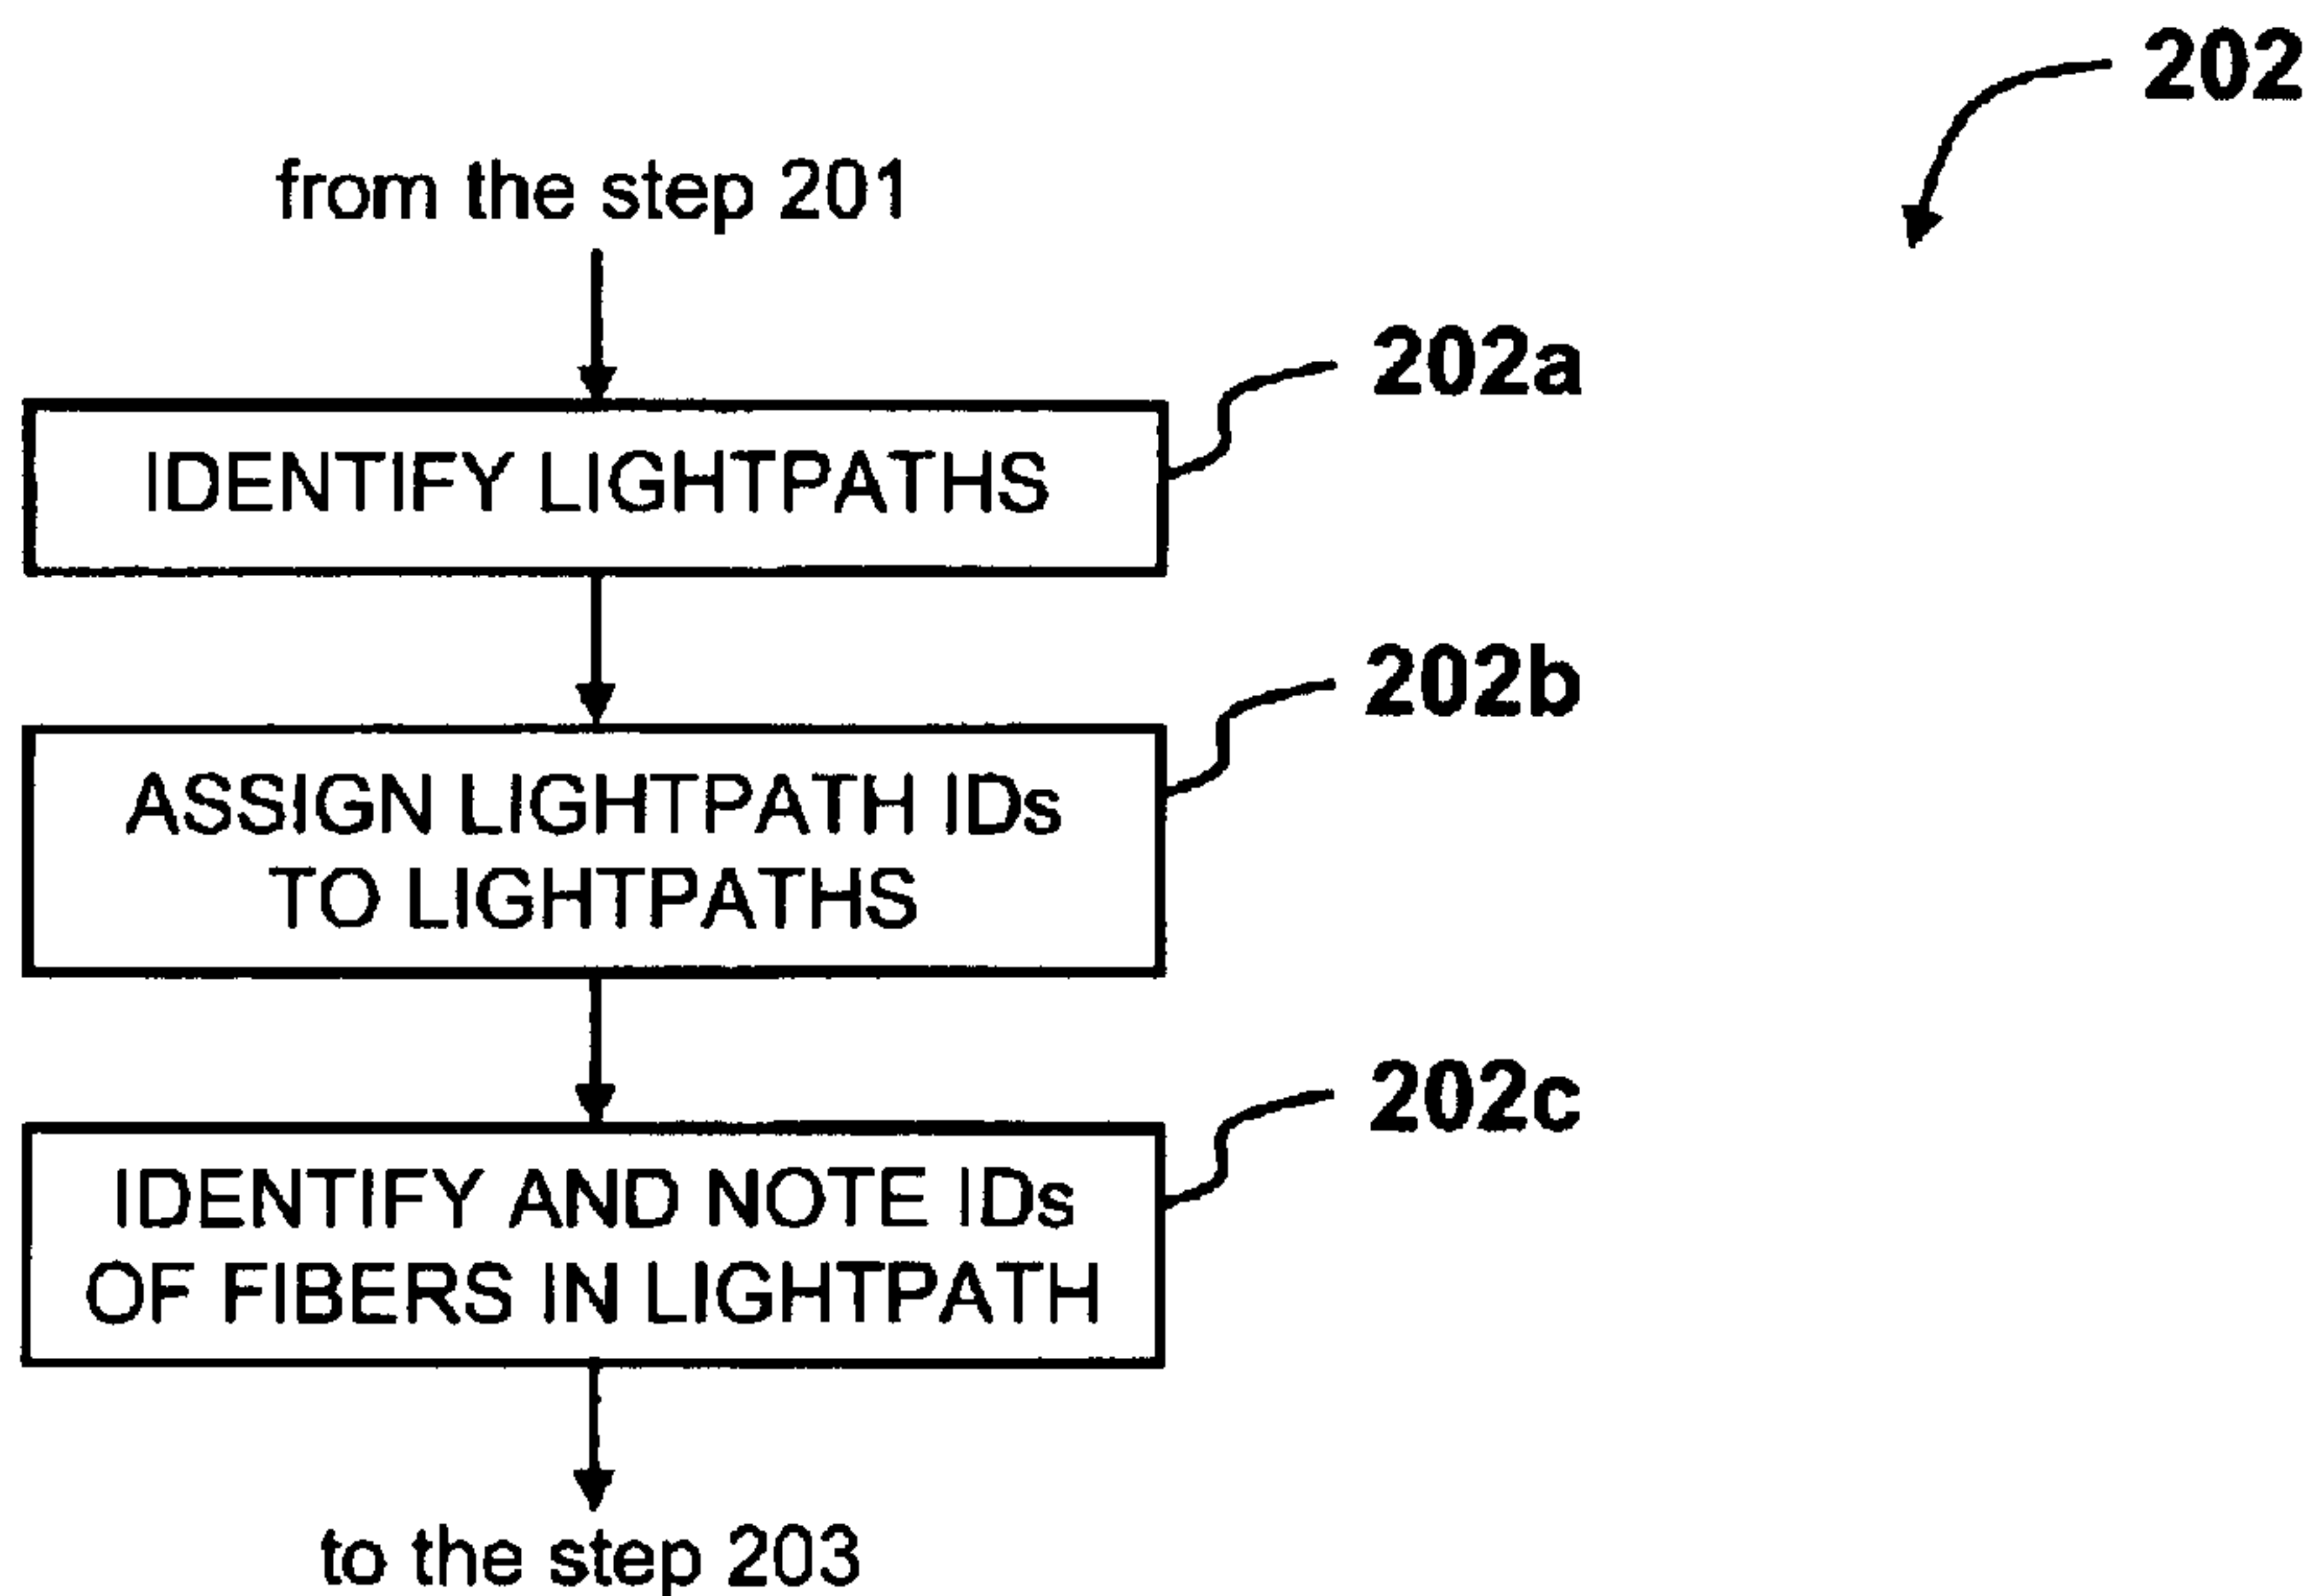 202
from the step 201
202a
IDENTIFY LIGHTPATHS
202b
ASSIGN LIGHTPATH IDs
TO LIGHTPATHS
202c
IDENTIFY AND NOTE IDs
OF FIBERS IN LIGHTPATH
to the step 203